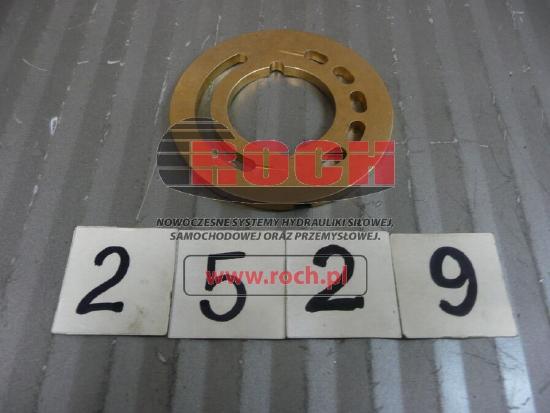 ROCH
NOWOCZESNE SYSTEMY HYDRAULIKI SIŁOWEJ,
SAMOCHODOWEJ ORAZ PRZEMYSŁOWEJ.
www.roch.pl
2 5 2 9